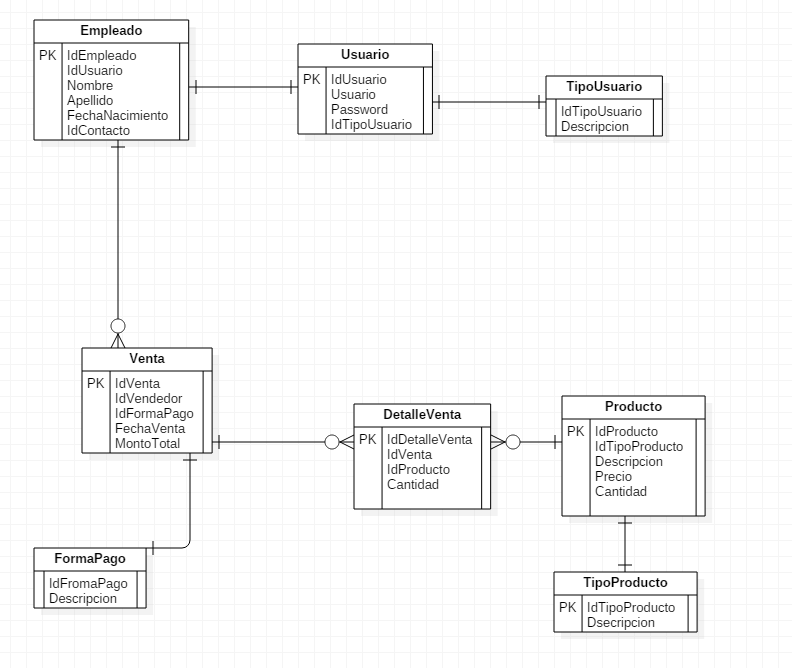 Empleado
PK
IdEmpleado
IdUsuario
Nombre
Apellido
FechaNacimiento
IdContacto
Usuario
PK
IdUsuario
Usuario
Password
IdTipoUsuario
TipoUsuario
IdTipoUsuario
Descripcion
Venta
PK
IdVenta
IdVendedor
IdFormaPago
FechaVenta
MontoTotal
DetalleVenta
PK
IdDetalleVenta
IdVenta
IdProducto
Cantidad
Producto
PK
IdProducto
IdTipoProducto
Descripcion
Precio
Cantidad
FormaPago
IdFromaPago
Descripcion
TipoProducto
PK
IdTipoProducto
Dsecripcion